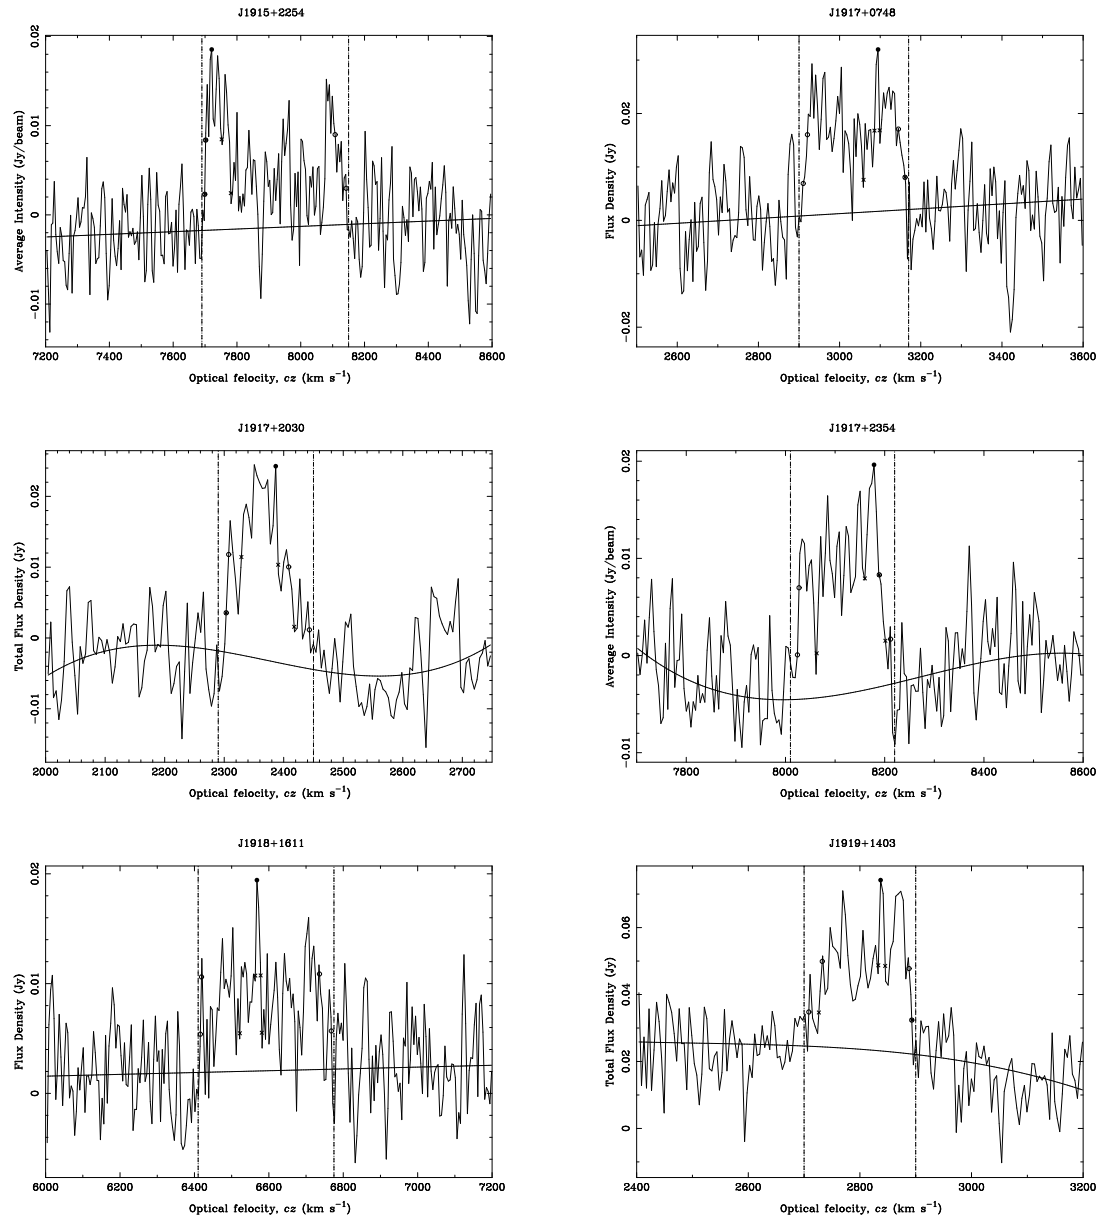 J1915+2254
Average Intensity (Jy/beam)
0.02
0.01
0
−0.01
7200 7400 7600 7800 8000 8200 8400 8600
Optical felocity, cz (km s⁻¹)
J1917+0748
Flux Density (Jy)
0.02
0
−0.02
2600 2800 3000 3200 3400 3600
Optical felocity, cz (km s⁻¹)
J1917+2030
Total Flux Density (Jy)
0.02
0.01
0
−0.01
2000 2100 2200 2300 2400 2500 2600 2700
Optical felocity, cz (km s⁻¹)
J1917+2354
Average Intensity (Jy/beam)
0.02
0.01
0
−0.01
7800 8000 8200 8400 8600
Optical felocity, cz (km s⁻¹)
J1918+1611
Flux Density (Jy)
0.02
0.01
0
6000 6200 6400 6600 6800 7000 7200
Optical felocity, cz (km s⁻¹)
J1919+1403
Total Flux Density (Jy)
0.06
0.04
0.02
0
2400 2600 2800 3000 3200
Optical felocity, cz (km s⁻¹)